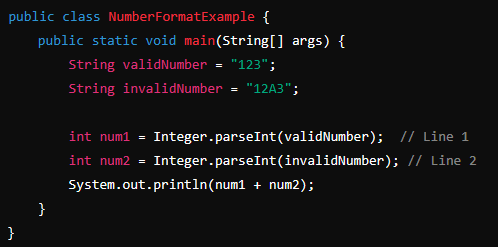 public class NumberFormatExample {
    public static void main(String[] args) {
        String validNumber = "123";
        String invalidNumber = "12A3";

        int num1 = Integer.parseInt(validNumber);  // Line 1
        int num2 = Integer.parseInt(invalidNumber); // Line 2
        System.out.println(num1 + num2);
    }
}